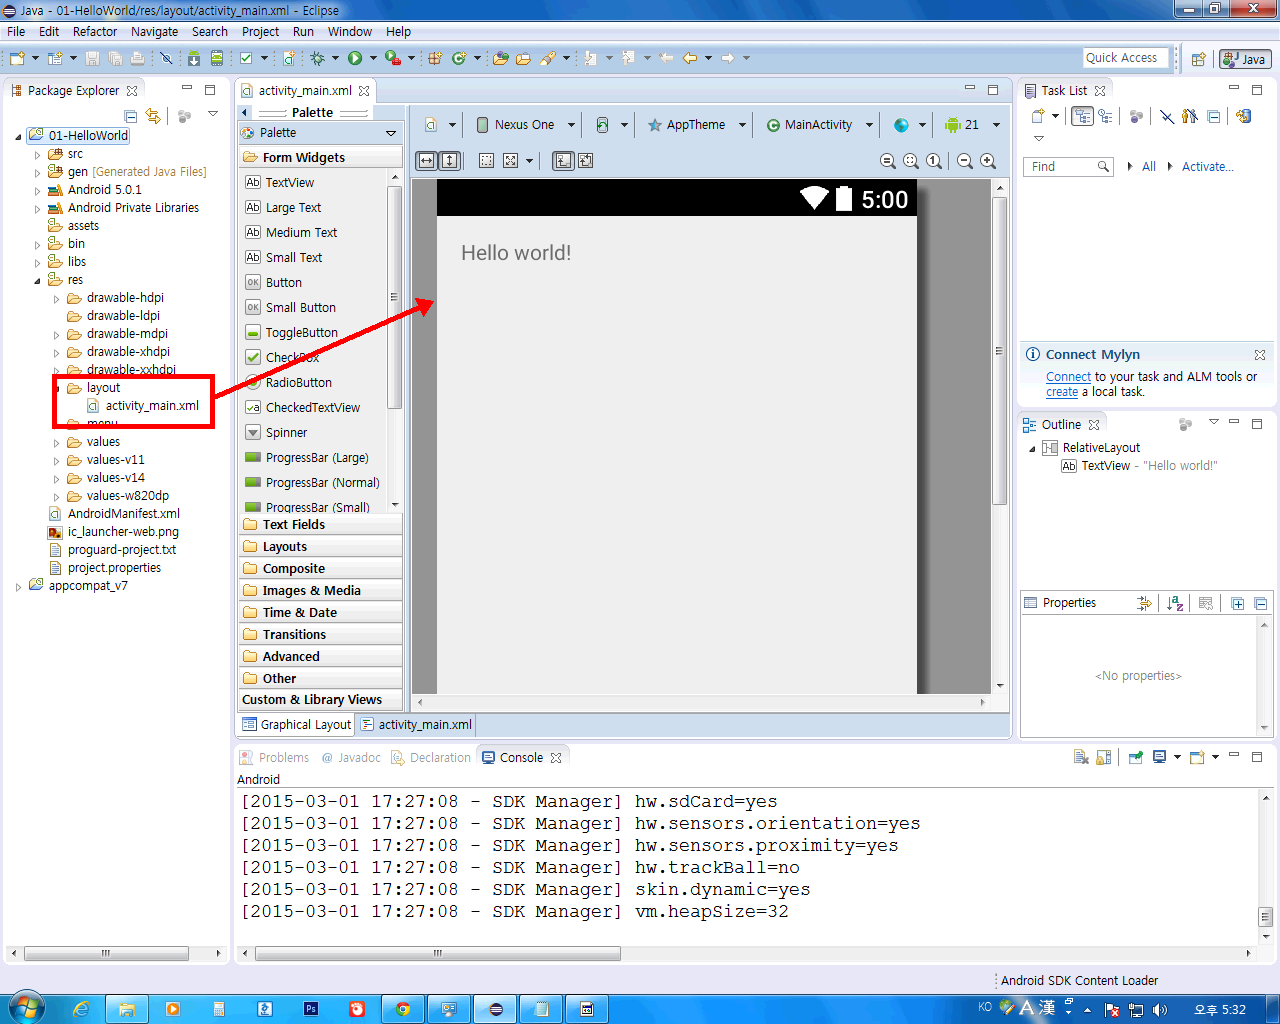 Java - 01-HelloWorld/res/layout/activity_main.xml - Eclipse
File Edit Refactor Navigate Search Project Run Window Help
Quick Access
Java
Package Explorer
01-HelloWorld
src
gen [Generated Java Files]
Android 5.0.1
Android Private Libraries
assets
bin
libs
res
drawable-hdpi
drawable-ldpi
drawable-mdpi
drawable-xhdpi
drawable-xxhdpi
layout
activity_main.xml
menu
values
values-v11
values-v14
values-w820dp
AndroidManifest.xml
ic_launcher-web.png
proguard-project.txt
project.properties
appcompat_v7
activity_main.xml
Palette
Palette
Form Widgets
Ab TextView
Ab Large Text
Ab Medium Text
Ab Small Text
OK Button
OK Small Button
ToggleButton
CheckBox
RadioButton
CheckedTextView
Spinner
ProgressBar (Large)
ProgressBar (Normal)
ProgressBar (Small)
Text Fields
Layouts
Composite
Images & Media
Time & Date
Transitions
Advanced
Other
Custom & Library Views
Nexus One AppTheme MainActivity 21
5:00
Hello world!
Graphical Layout activity_main.xml
Task List
Find All Activate...
Connect Mylyn
Connect to your task and ALM tools or
create a local task.
Outline
RelativeLayout
Ab TextView - "Hello world!"
Properties
<No properties>
Problems @ Javadoc Declaration Console
Android
[2015-03-01 17:27:08 - SDK Manager] hw.sdCard=yes
[2015-03-01 17:27:08 - SDK Manager] hw.sensors.orientation=yes
[2015-03-01 17:27:08 - SDK Manager] hw.sensors.proximity=yes
[2015-03-01 17:27:08 - SDK Manager] hw.trackBall=no
[2015-03-01 17:27:08 - SDK Manager] skin.dynamic=yes
[2015-03-01 17:27:08 - SDK Manager] vm.heapSize=32
Android SDK Content Loader
Ps
KO A 漢 오후 5:32